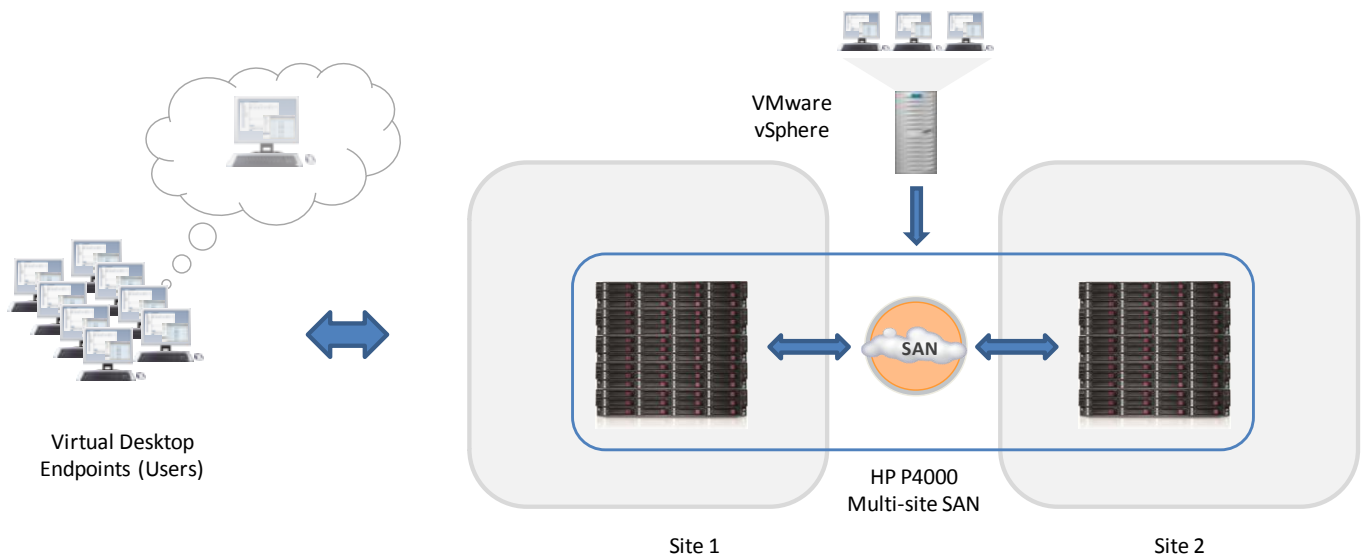 VMware
vSphere
SAN
Virtual Desktop
Endpoints (Users)
HP P4000
Multi-site SAN
Site 1
Site 2